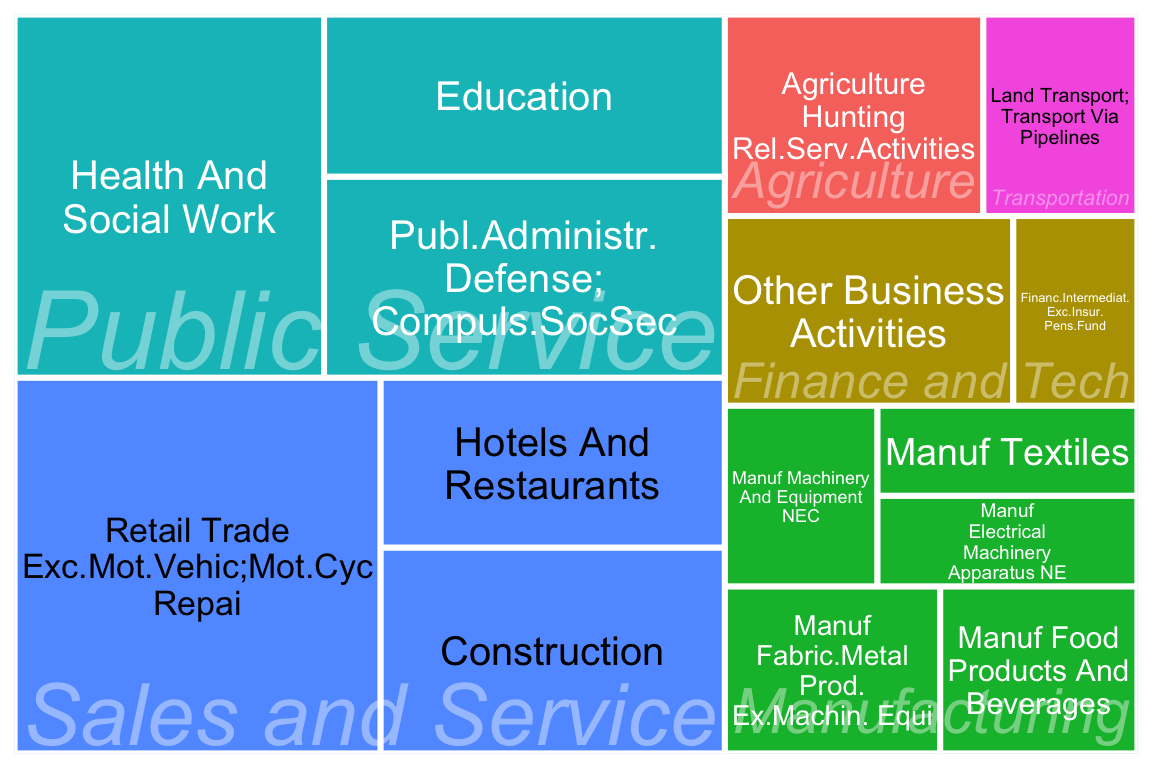 Health And
Social Work
Education
Publ.Administr.
Defense;
Compuls.SocSec
Public Service
Retail Trade
Exc.Mot.Vehic;Mot.Cyc
Repai
Hotels And
Restaurants
Construction
Sales and Service
Agriculture
Hunting
Rel.Serv.Activities
Agriculture
Land Transport;
Transport Via
Pipelines
Transportation
Other Business
Activities
Financ.Intermediat.
Exc.Insur.
Pens.Fund
Finance and Tech
Manuf Machinery
And Equipment
NEC
Manuf Textiles
Manuf
Electrical
Machinery
Apparatus NE
Manuf
Fabric.Metal
Prod.
Ex.Machin. Equi
Manuf Food
Products And
Beverages
Manufacturing